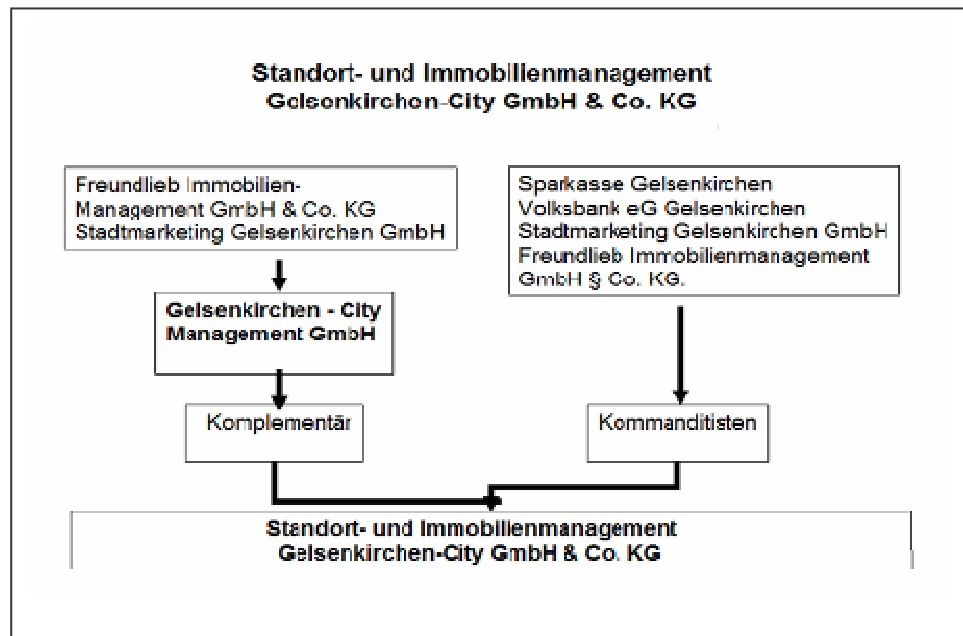 Standort- und Immobilienmanagement
Gelsenkirchen-City GmbH & Co. KG
Freundlieb Immobilien-
Management GmbH & Co. KG
Stadtmarketing Gelsenkirchen GmbH
Sparkasse Gelsenkirchen
Volksbank eG Gelsenkirchen
Stadtmarketing Gelsenkirchen GmbH
Freundlieb Immobilienmanagement
GmbH § Co. KG.
Gelsenkirchen - City
Management GmbH
Komplementär
Kommanditisten
Standort- und Immobilienmanagement
Gelsenkirchen-City GmbH & Co. KG